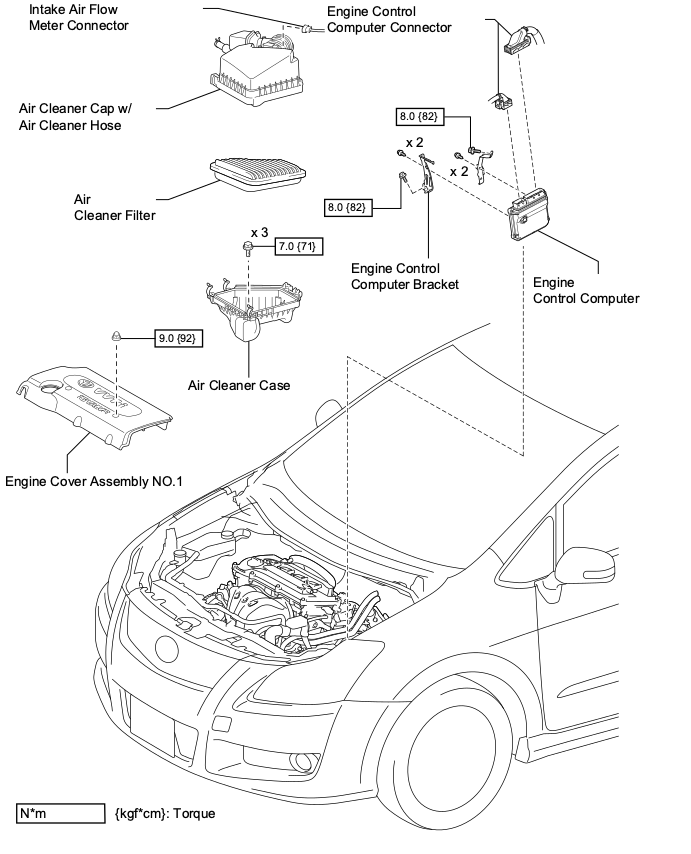 Intake Air Flow
Meter Connector
Engine Control
Computer Connector
Air Cleaner Cap w/
Air Cleaner Hose
8.0 {82}
x 2
x 2
Air
Cleaner Filter
8.0 {82}
x 3
7.0 {71}
Engine Control
Computer Bracket
Engine
Control Computer
9.0 {92}
Air Cleaner Case
VVT-i
Engine Cover Assembly NO.1
N*m
{kgf*cm}: Torque